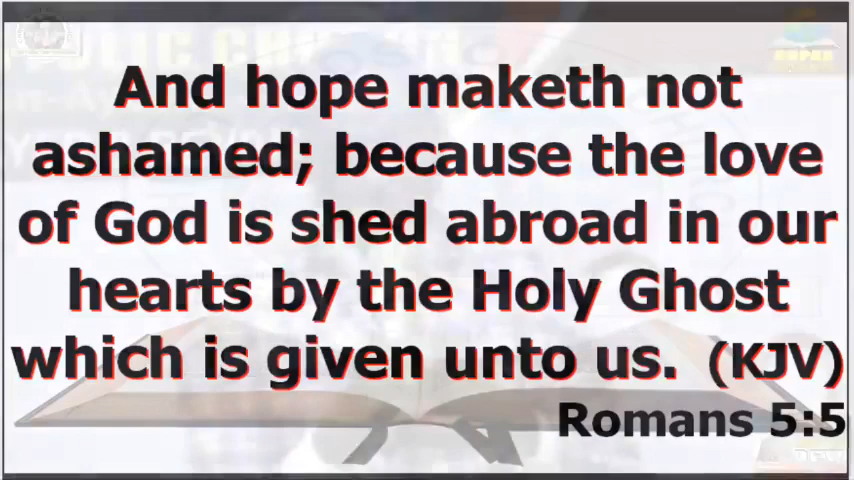 And hope maketh not
ashamed; because the love
of God is shed abroad in our
hearts by the Holy Ghost
which is given unto us. (KJV)
Romans 5:5